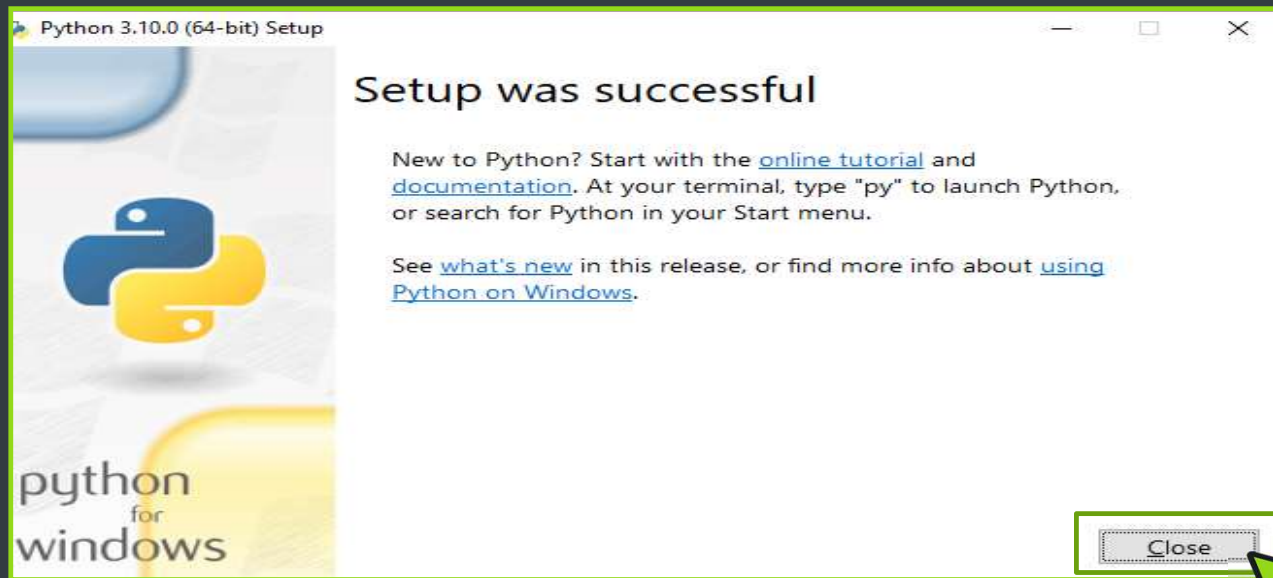 Python 3.10.0 (64-bit) Setup
Setup was successful
New to Python? Start with the online tutorial and
documentation. At your terminal, type "py" to launch Python,
or search for Python in your Start menu.
See what's new in this release, or find more info about using
Python on Windows.
python
for
windows
Close